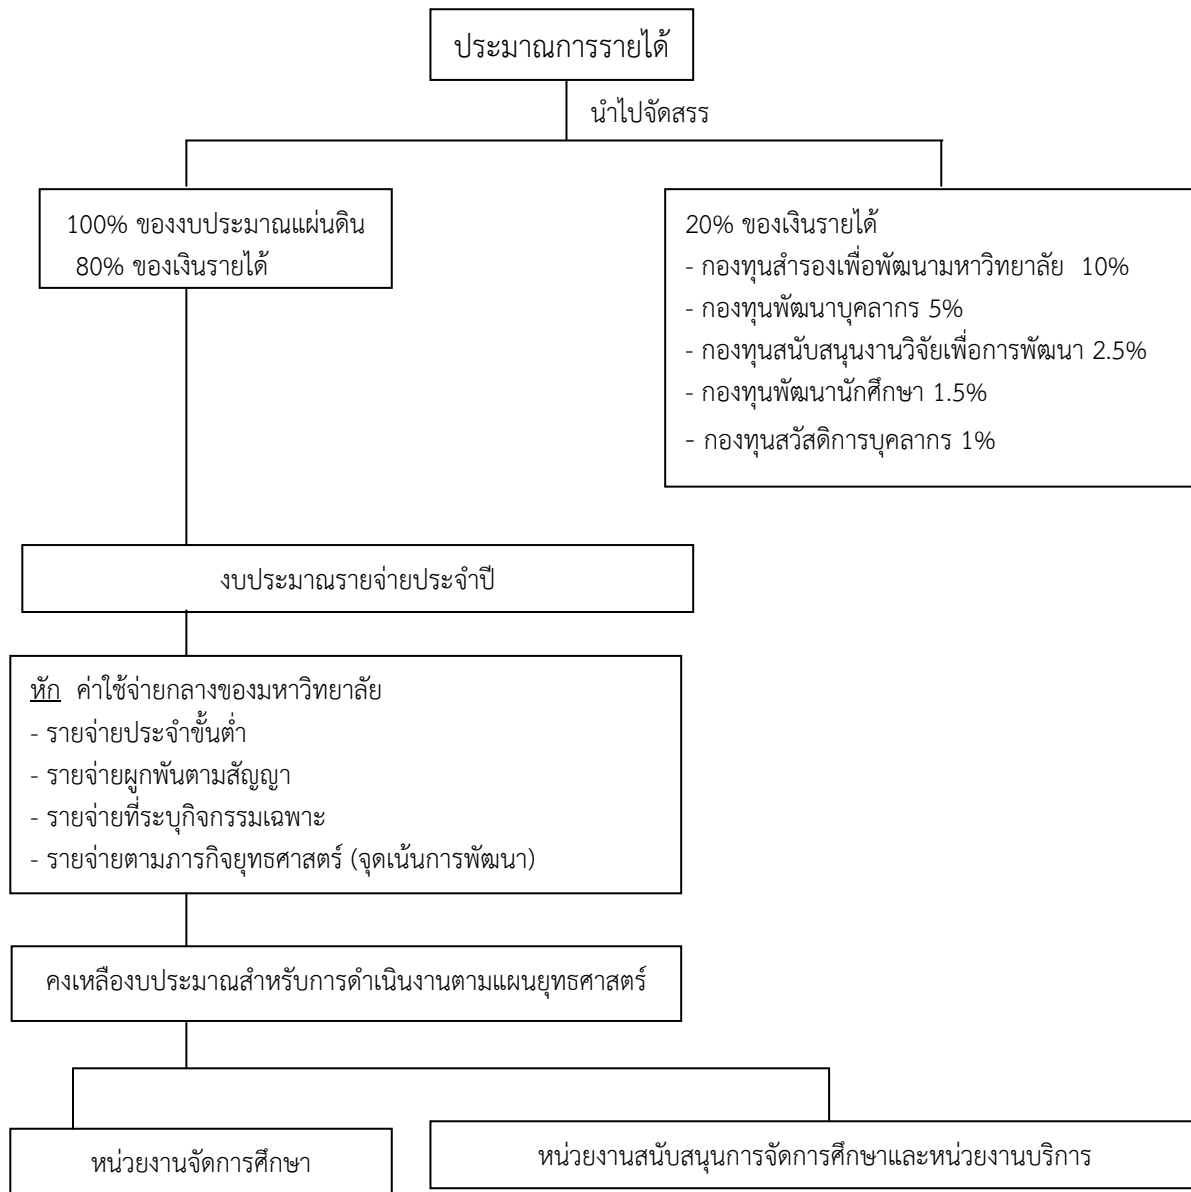 ประมาณการรายได้
นำไปจัดสรร
100% ของงบประมาณแผ่นดิน
80% ของเงินรายได้
20% ของเงินรายได้
- กองทุนสำรองเพื่อพัฒนามหาวิทยาลัย 10%
- กองทุนพัฒนาบุคลากร 5%
- กองทุนสนับสนุนงานวิจัยเพื่อการพัฒนา 2.5%
- กองทุนพัฒนานักศึกษา 1.5%
- กองทุนสวัสดิการบุคลากร 1%
งบประมาณรายจ่ายประจำปี
หัก ค่าใช้จ่ายกลางของมหาวิทยาลัย
- รายจ่ายประจำขั้นต่ำ
- รายจ่ายผูกพันตามสัญญา
- รายจ่ายที่ระบุกิจกรรมเฉพาะ
- รายจ่ายตามภารกิจยุทธศาสตร์ (จุดเน้นการพัฒนา)
คงเหลืองบประมาณสำหรับการดำเนินงานตามแผนยุทธศาสตร์
หน่วยงานจัดการศึกษา
หน่วยงานสนับสนุนการจัดการศึกษาและหน่วยงานบริการ